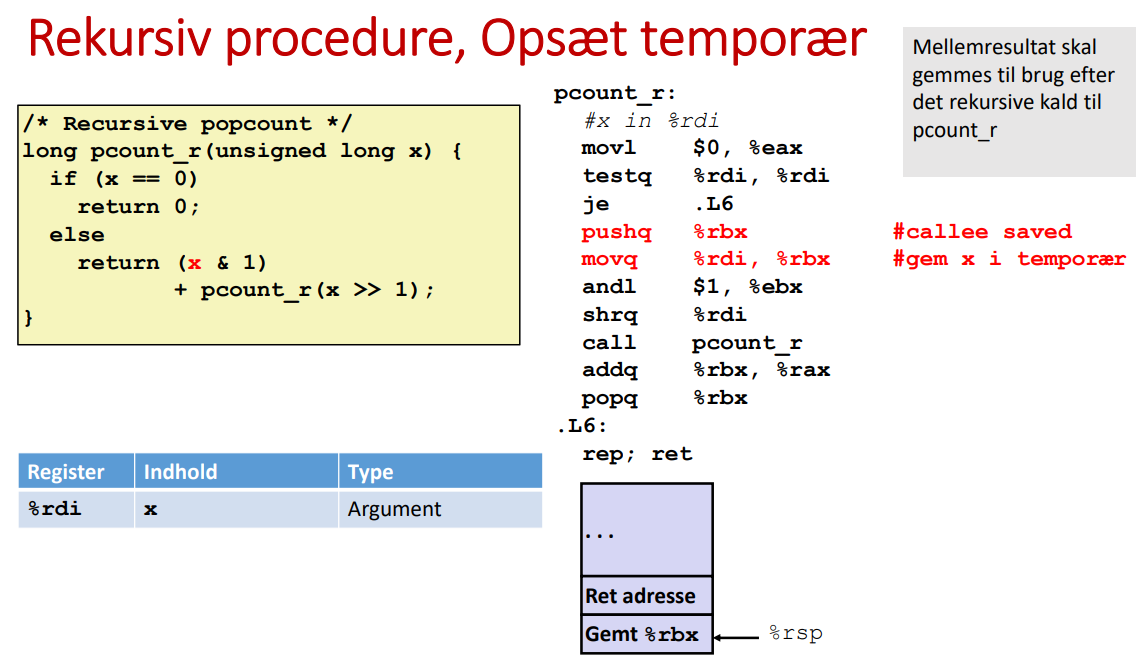 Rekursiv procedure, Opsæt temporær
Mellemresultat skal
gemmes til brug efter
det rekursive kald til
pcount_r
/* Recursive popcount */
long pcount_r(unsigned long x) {
  if (x == 0)
    return 0;
  else
    return (x & 1)
           + pcount_r(x >> 1);
}
pcount_r:
  #x in %rdi
  movl    $0, %eax
  testq   %rdi, %rdi
  je      .L6
  pushq   %rbx          #callee saved
  movq    %rdi, %rbx    #gem x i temporær
  andl    $1, %ebx
  shrq    %rdi
  call    pcount_r
  addq    %rbx, %rax
  popq    %rbx
.L6:
  rep; ret
Register Indhold Type
%rdi x Argument
...
Ret adresse
Gemt %rbx %rsp